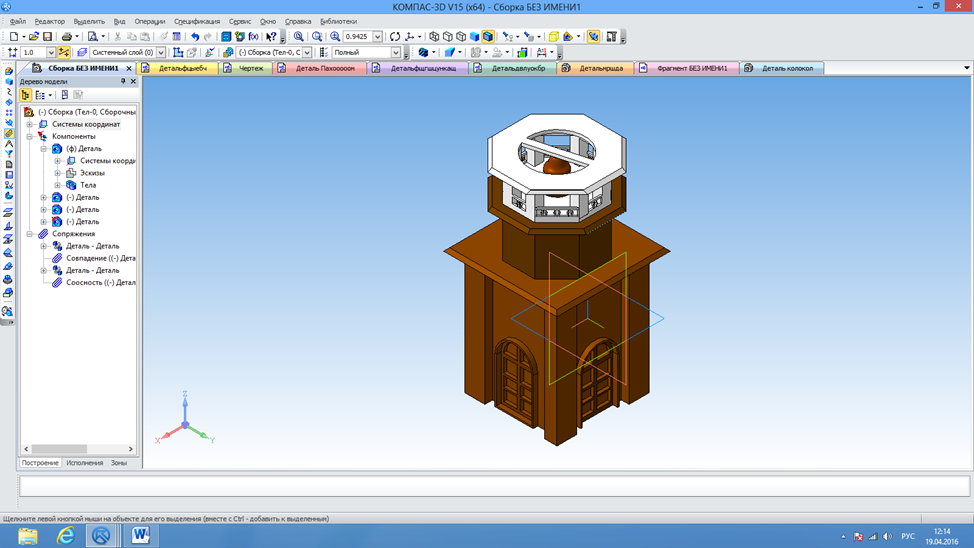 КОМПАС-3D V15 (x64) - Сборка БЕЗ ИМЕНИ1
Файл Редактор Выделить Вид Операции Спецификация Сервис Окно Справка Библиотеки
0.9425
1.0 Системный слой (0) (-) Сборка (Тел-0, С Полный
Сборка БЕЗ ИМЕНИ1 Детальфцыебч Чертеж Деталь Пахооооон Детальфщгшщункащ Детальдвлуокбр Детальмршда Фрагмент БЕЗ ИМЕНИ1 Деталь колокол
Дерево модели
(-) Сборка (Тел-0, Сборочны
Системы координат
Компоненты
(ф) Деталь
Системы коорди
Эскизы
Тела
(-) Деталь
(-) Деталь
(-) Деталь
Сопряжения
Деталь - Деталь
Совпадение ((-) Дета
Деталь - Деталь
Соосность ((-) Детал
Z
X
Y
Построение Исполнения Зоны
Щелкните левой кнопкой мыши на объекте для его выделения (вместе с Ctrl - добавить к выделенным)
РУС
12:14
19.04.2016